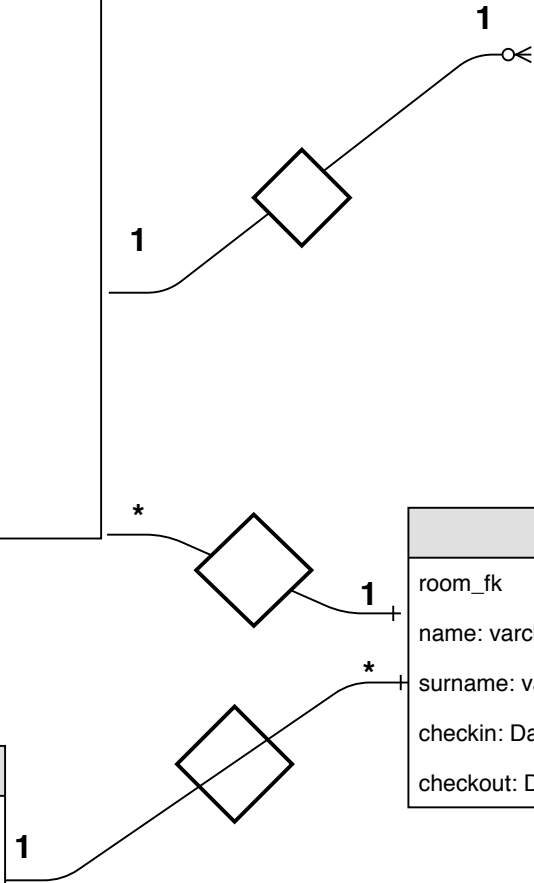 1
1
*
1
room_fk
name: varc
*
surname: v
checkin: Da
checkout: D
1